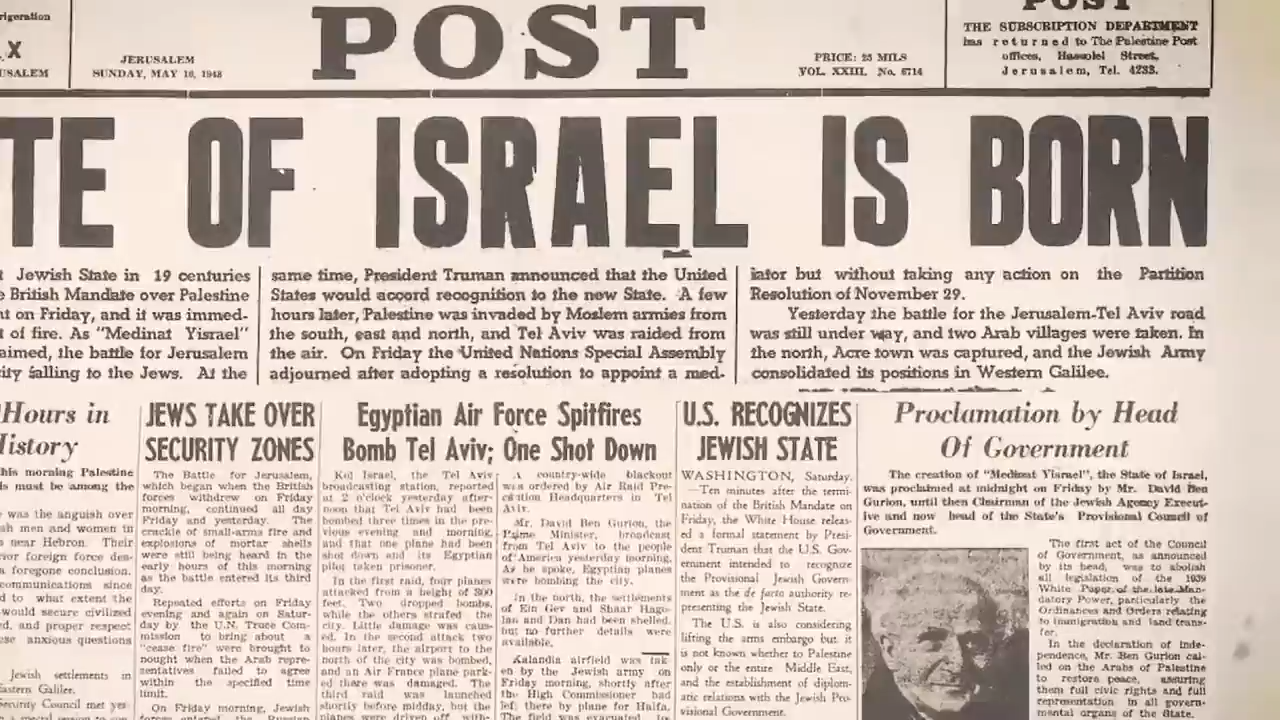 rigeration
X
USALEM
JERUSALEM
SUNDAY, MAY 16, 1948
POST
PRICE: 25 MILS
VOL. XXIII, No. 6714
POST
THE SUBSCRIPTION DEPARTMENT
has returned to The Palestine Post
offices, Hassolel Street,
Jerusalem, Tel. 4233.
TE OF ISRAEL IS BORN
Jewish State in 19 centuries
British Mandate over Palestine
on Friday, and it was immed-
of fire. As "Medinat Yisrael"
aimed, the battle for Jerusalem
city falling to the Jews. At the
same time, President Truman announced that the United
States would accord recognition to the new State. A few
hours later, Palestine was invaded by Moslem armies from
the south, east and north, and Tel Aviv was raided from
the air. On Friday the United Nations Special Assembly
adjourned after adopting a resolution to appoint a med-
iator but without taking any action on the Partition
Resolution of November 29.
Yesterday the battle for the Jerusalem-Tel Aviv road
was still under way, and two Arab villages were taken. In
the north, Acre town was captured, and the Jewish Army
consolidated its positions in Western Galilee.
Hours in
History
his morning Palestine
is must be among the
was the anguish over
sh men and women in
near Hebron. Their
ior foreign force des-
a foregone conclusion.
communications since
d to what extent the
would secure civilized
d, and proper respect
se anxious questions
Jewish settlements in
Eastern Galilee.
Security Council met yes-
JEWS TAKE OVER
SECURITY ZONES
The Battle for Jerusalem,
which began when the British
forces withdrew on Friday
morning, continued all day
Friday and yesterday. The
crackle of small-arms fire and
explosions of mortar shells
were still being heard in the
early hours of this morning
as the battle entered its third
day.
Repeated efforts on Friday
evening and again on Satur-
day by the U.N. Truce Com-
mission to bring about a
"cease fire" were brought to
nought when the Arab repre-
sentatives failed to agree
within the specified time
limit.
On Friday morning, Jewish
forces entered the Russian
Egyptian Air Force Spitfires
Bomb Tel Aviv; One Shot Down
Kol Israel, the Tel Aviv
broadcasting station, reported
at 2 o'clock yesterday after-
noon that Tel Aviv had been
bombed three times in the pre-
vious evening and morning,
and that one plane had been
shot down and its Egyptian
pilot taken prisoner.
In the first raid, four planes
attacked from a height of 300
feet. Two dropped bombs,
while the others strafed the
city. Little damage was caus-
ed. In the second attack two
hours later, the airport to the
north of the city was bombed,
and an Air France plane park-
ed there was damaged. The
third raid was launched
shortly before midday, but the
planes were driven off, with-
A country-wide blackout
was ordered by Air Raid Pre-
caution Headquarters in Tel
Aviv.
Mr. David Ben Gurion, the
Prime Minister, broadcast
from Tel Aviv to the people
of America yesterday morning.
As he spoke, Egyptian planes
were bombing the city.
In the north, the settlements
of Ein Gev and Shaar Hago-
lan and Dan had been shelled,
but no further details were
available.
Kalandia airfield was tak-
en by the Jewish army on
Friday morning, shortly after
the High Commissioner had
left there by plane for Haifa.
The field was evacuated by
U.S. RECOGNIZES
JEWISH STATE
WASHINGTON, Saturday.
—Ten minutes after the termi-
nation of the British Mandate on
Friday, the White House releas-
ed a formal statement by Presi-
dent Truman that the U.S. Gov-
ernment intended to recognize
the Provisional Jewish Govern-
ment as the de facto authority re-
presenting the Jewish State.
The U.S. is also considering
lifting the arms embargo but it
is not known whether to Palestine
only or the entire Middle East,
and the establishment of diplom-
atic relations with the Jewish Pro-
visional Government.
Proclamation by Head
Of Government
The creation of "Medinat Yisrael", the State of Israel,
was proclaimed at midnight on Friday by Mr. David Ben
Gurion, until then Chairman of the Jewish Agency Execut-
ive and now head of the State's Provisional Council of
Government.
The first act of the Council
of Government, as announced
by its head, was to abolish
all legislation of the 1939
White Paper of the late Man-
datory Power, particularly the
Ordinances and Orders relating
to immigration and land trans-
fer.
In the declaration of inde-
pendence, Mr. Ben Gurion cal-
led on the Arabs of Palestine
to restore peace, assuring
them full civic rights and full
representation in all govern-
mental organs of the State.